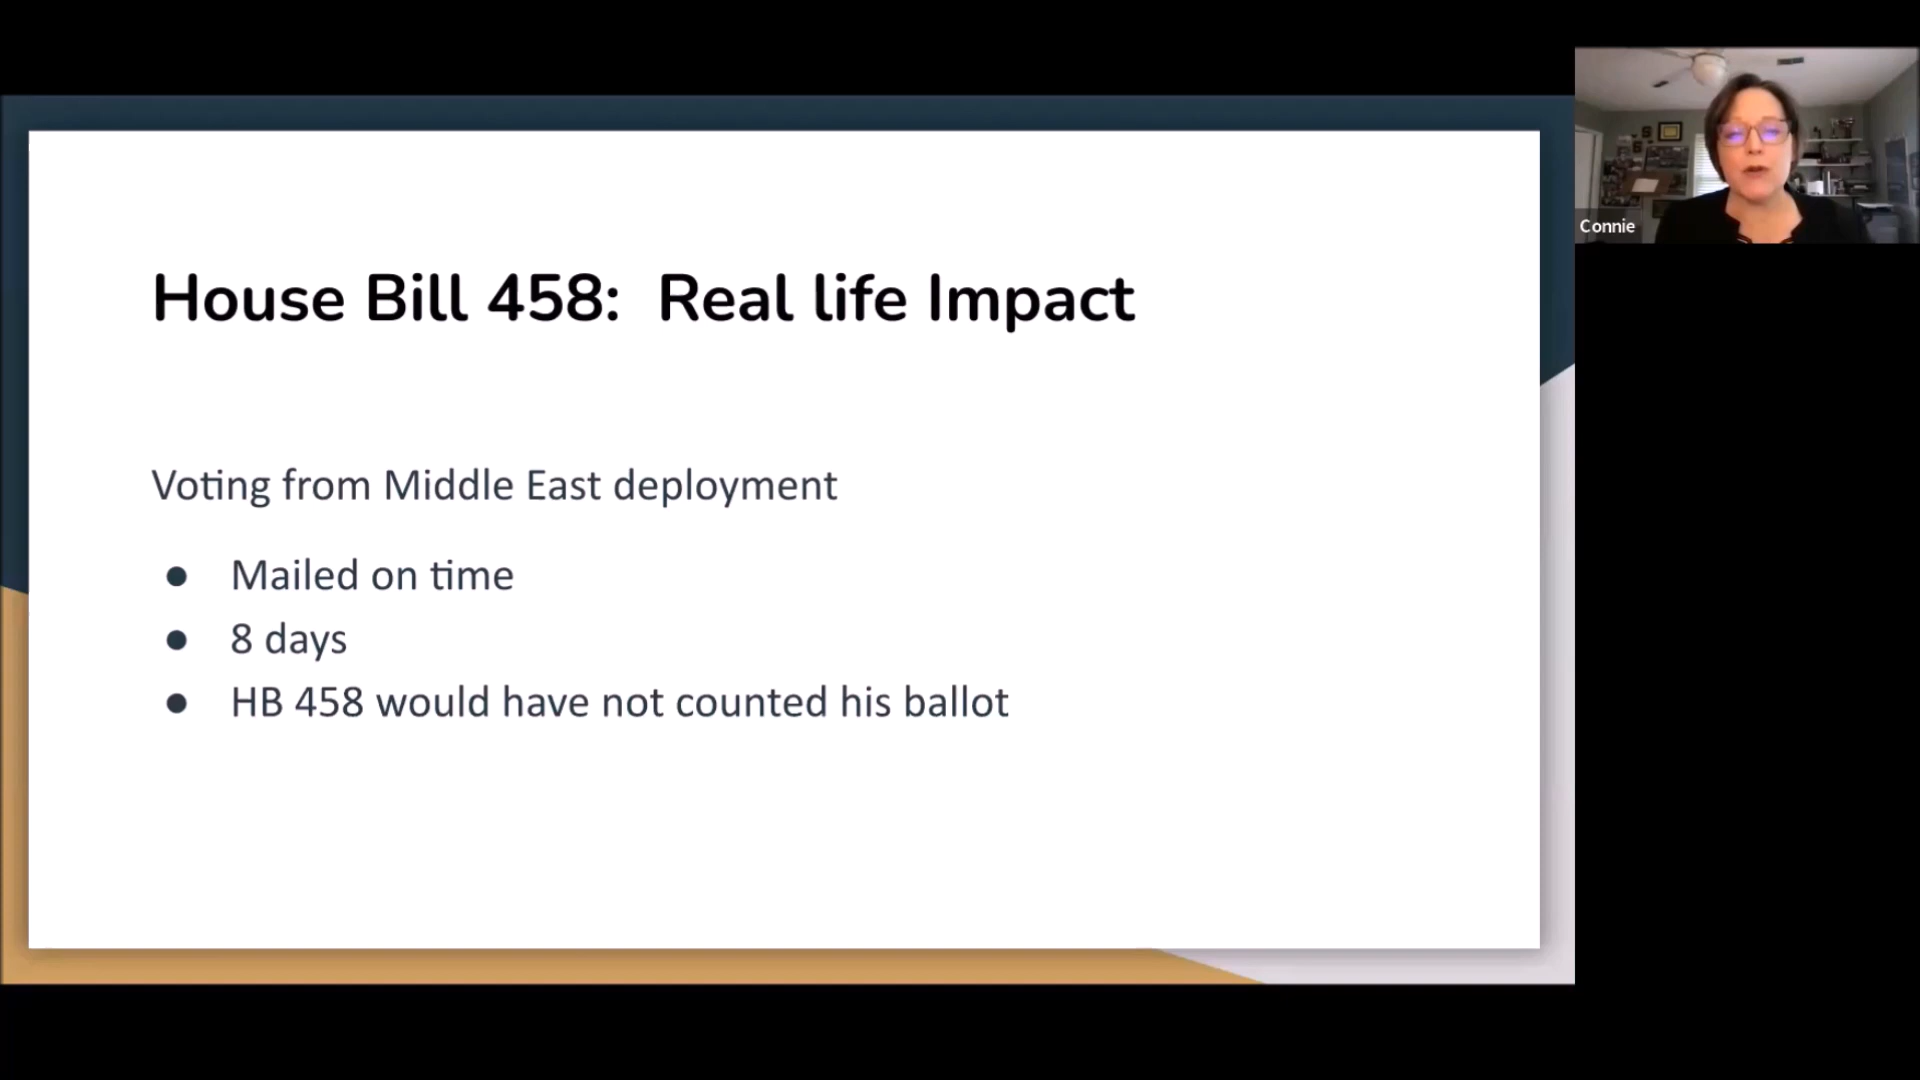 House Bill 458: Real life Impact
Voting from Middle East deployment
● Mailed on time
● 8 days
● HB 458 would have not counted his ballot
Connie